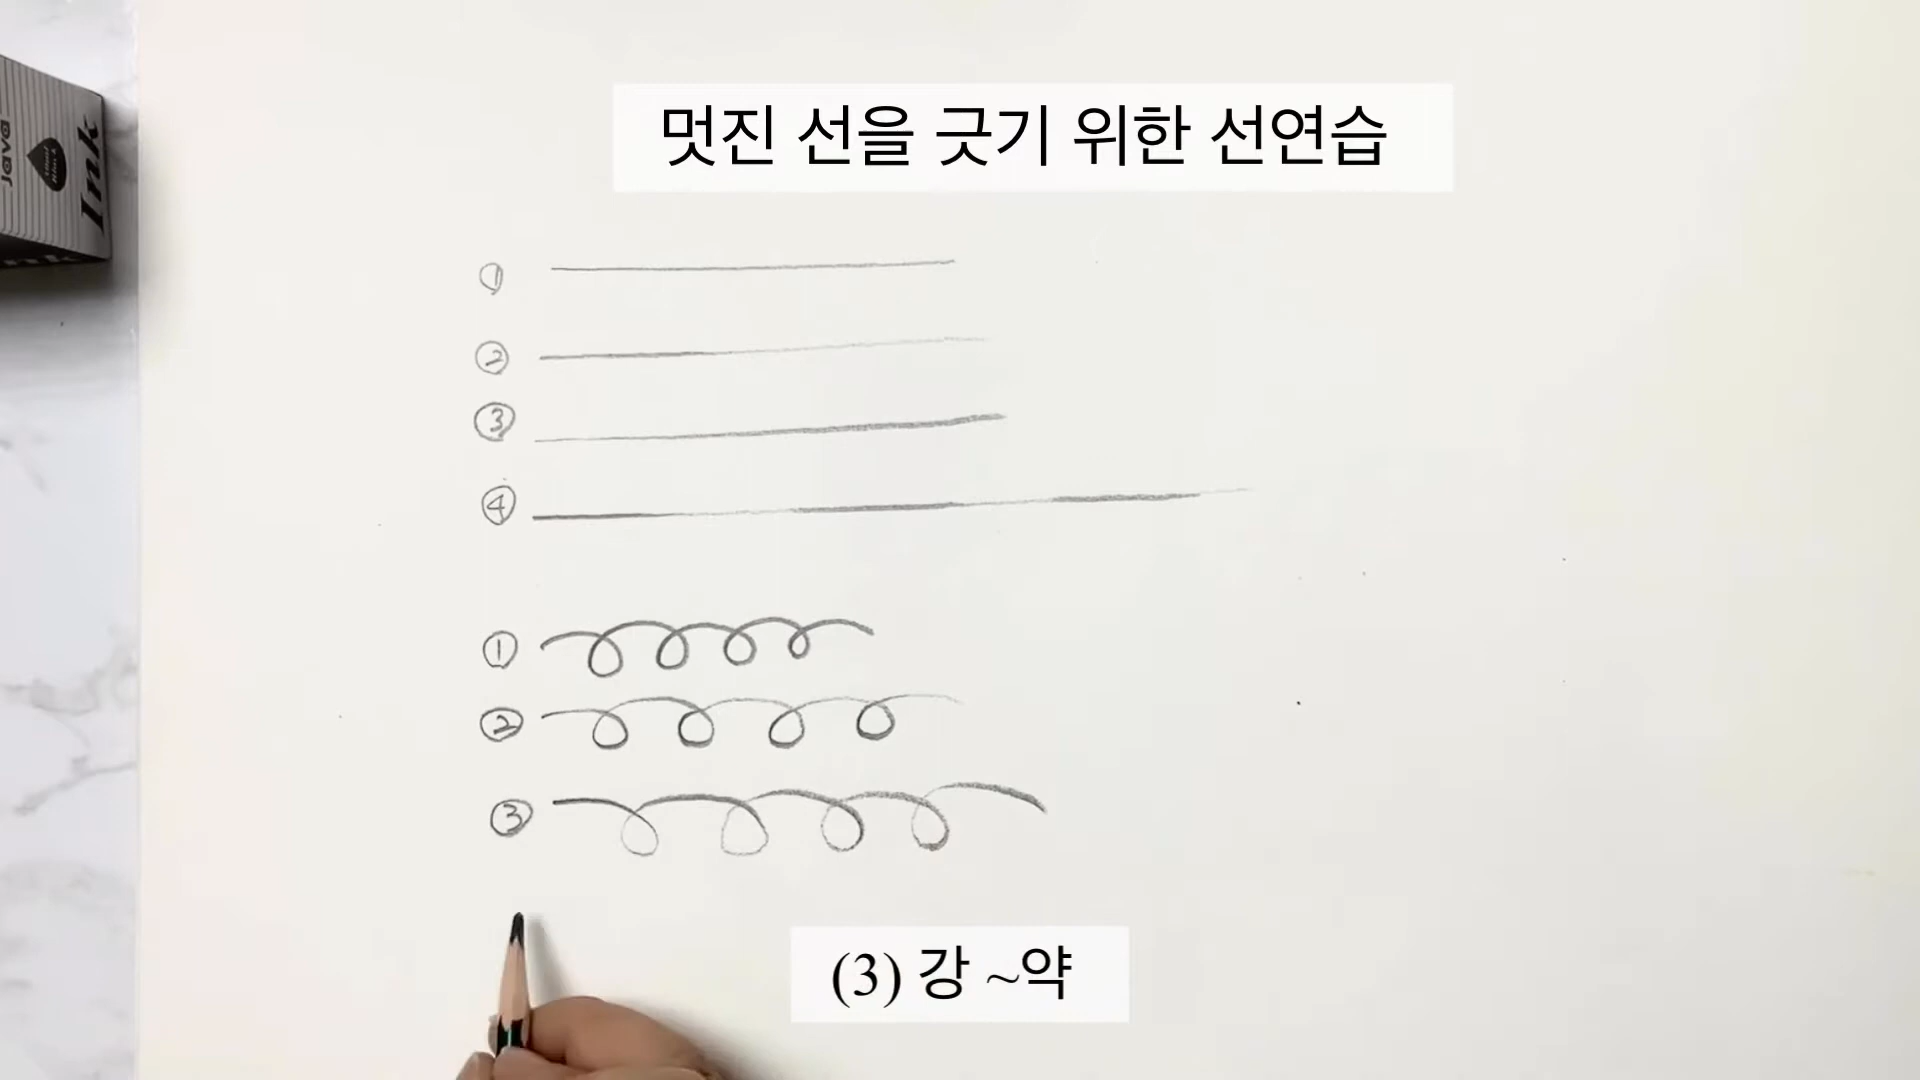 멋진 선을 긋기 위한 선연습
①
②
③
④
①
②
③
(3) 강 ~약
Ink